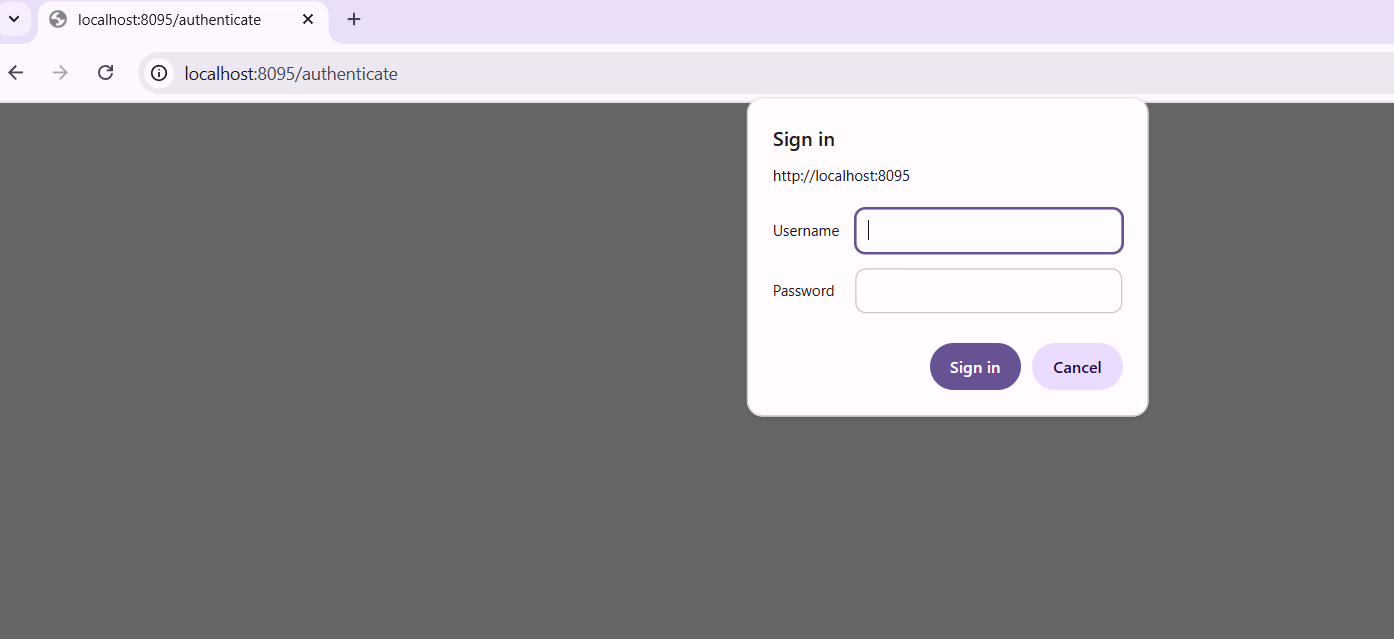 localhost:8095/authenticate
localhost:8095/authenticate
Sign in
http://localhost:8095
Username
Password
Sign in Cancel